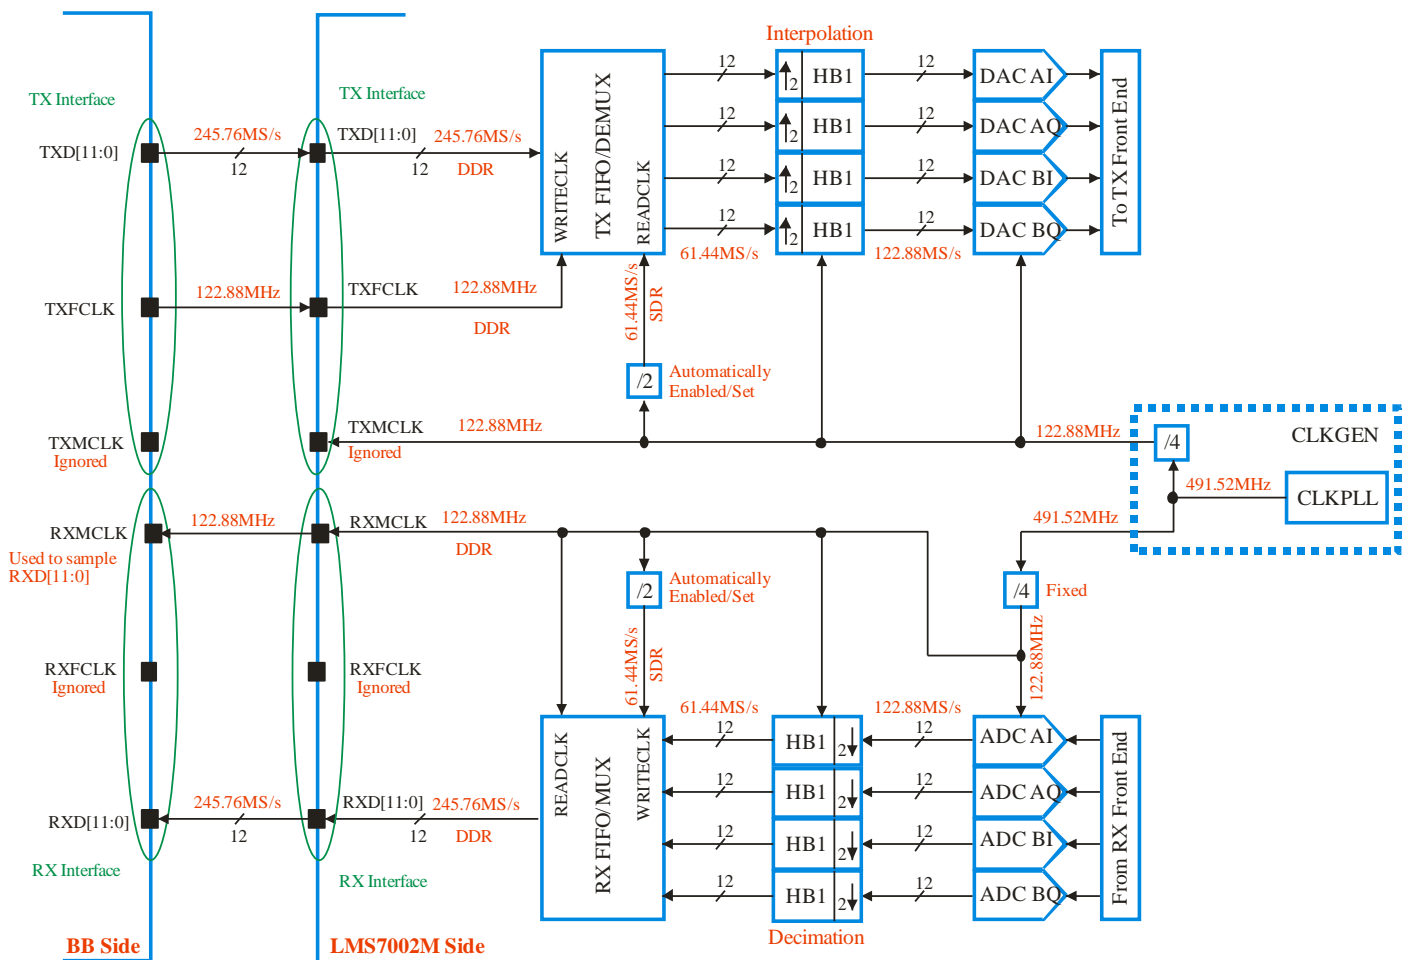 Interpolation
TX Interface
TX Interface
TXD[11:0]
245.76MS/s
12
TXD[11:0]
245.76MS/s
12
DDR
WRITECLK
TX FIFO/DEMUX
READCLK
12
12
12
12
61.44MS/s
2
HB1
2
HB1
2
HB1
2
HB1
12
12
12
12
122.88MS/s
DAC AI
DAC AQ
DAC BI
DAC BQ
To TX Front End
TXFCLK
122.88MHz
TXFCLK
122.88MHz
DDR
61.44MS/s
SDR
/2
Automatically
Enabled/Set
TXMCLK
Ignored
TXMCLK
Ignored
122.88MHz
122.88MHz
/4
CLKGEN
491.52MHz
CLKPLL
491.52MHz
RXMCLK
Used to sample
RXD[11:0]
122.88MHz
RXMCLK
122.88MHz
DDR
/2
Automatically
Enabled/Set
/4
Fixed
61.44MS/s
SDR
122.88MHz
RXFCLK
Ignored
RXFCLK
Ignored
READCLK
RX FIFO/MUX
WRITECLK
61.44MS/s
12
12
12
12
HB1
2
HB1
2
HB1
2
HB1
2
122.88MS/s
12
12
12
12
ADC AI
ADC AQ
ADC BI
ADC BQ
From RX Front End
RXD[11:0]
245.76MS/s
12
RXD[11:0]
245.76MS/s
12
DDR
RX Interface
RX Interface
Decimation
BB Side
LMS7002M Side